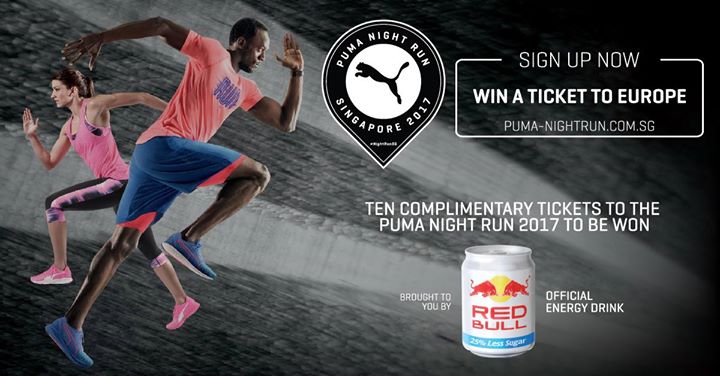 PUMA NIGHT RUN
SINGAPORE 2017
#NightRunSG
SIGN UP NOW
WIN A TICKET TO EUROPE
PUMA-NIGHTRUN.COM.SG
TEN COMPLIMENTARY TICKETS TO THE
PUMA NIGHT RUN 2017 TO BE WON
BROUGHT TO
YOU BY
RED
BULL
25% Less Sugar
OFFICIAL
ENERGY DRINK